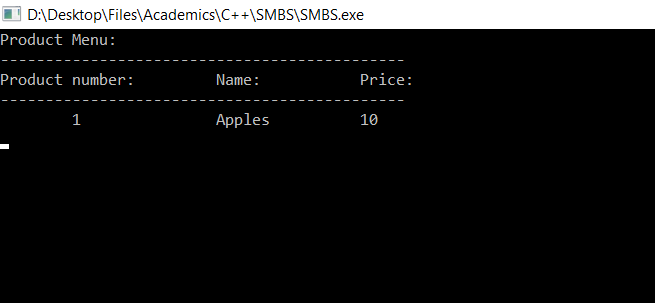 D:\Desktop\Files\Academics\C++\SMBS\SMBS.exe
Product Menu:
---------------------------------------------
Product number:         Name:           Price:
---------------------------------------------
        1               Apples          10